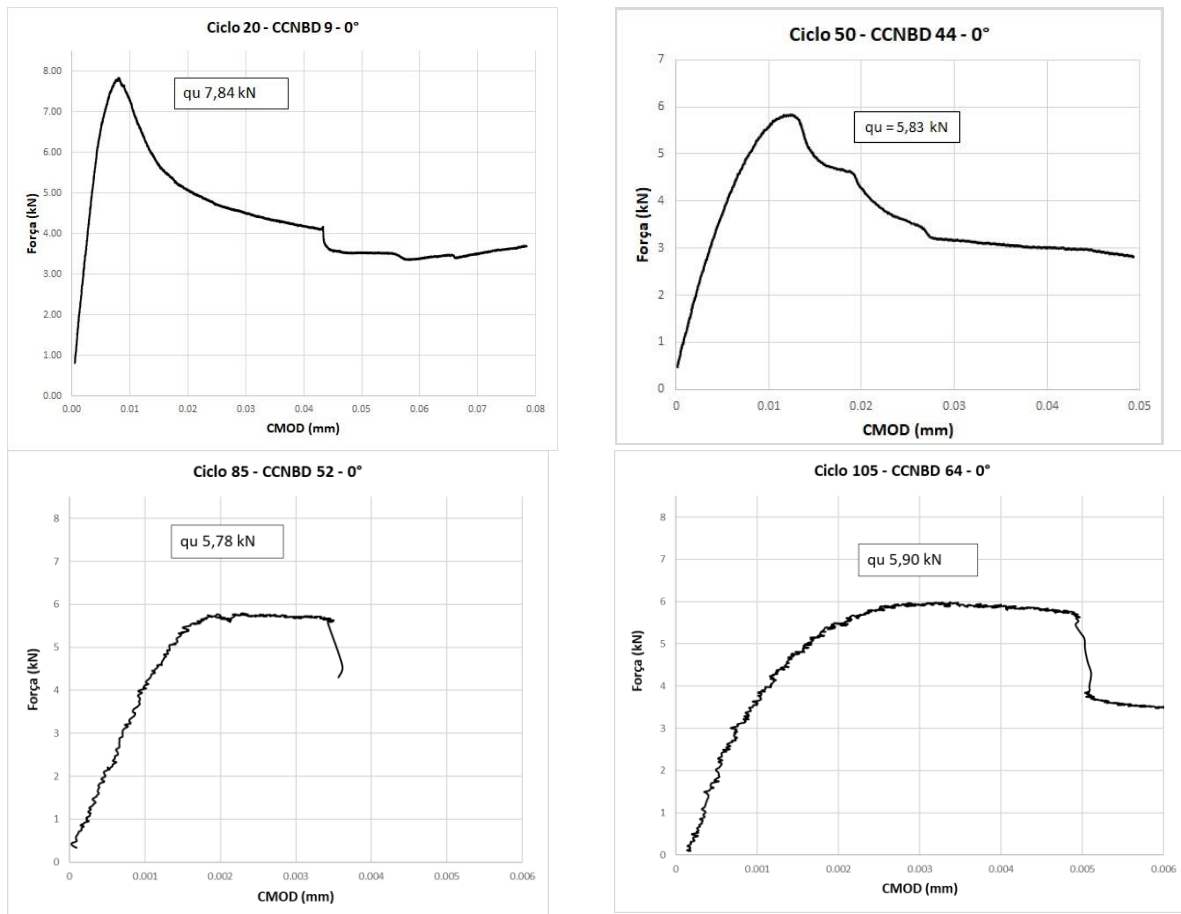 Ciclo 20 - CCNBD 9 - 0°
8.00
7.00
6.00
5.00
4.00
3.00
2.00
1.00
0.00
qu 7,84 kN
Força (kN)
0.00 0.01 0.02 0.03 0.04 0.05 0.06 0.07 0.08
CMOD (mm)
Ciclo 50 - CCNBD 44 - 0°
7
6
5
4
3
2
1
0
qu = 5,83 kN
Força (kN)
0 0.01 0.02 0.03 0.04 0.05
CMOD (mm)
Ciclo 85 - CCNBD 52 - 0°
8
7
6
5
4
3
2
1
0
qu 5,78 kN
Força (kN)
0 0.001 0.002 0.003 0.004 0.005 0.006
CMOD (mm)
Ciclo 105 - CCNBD 64 - 0°
8
7
6
5
4
3
2
1
0
qu 5,90 kN
Força (kN)
0 0.001 0.002 0.003 0.004 0.005 0.006
CMOD (mm)